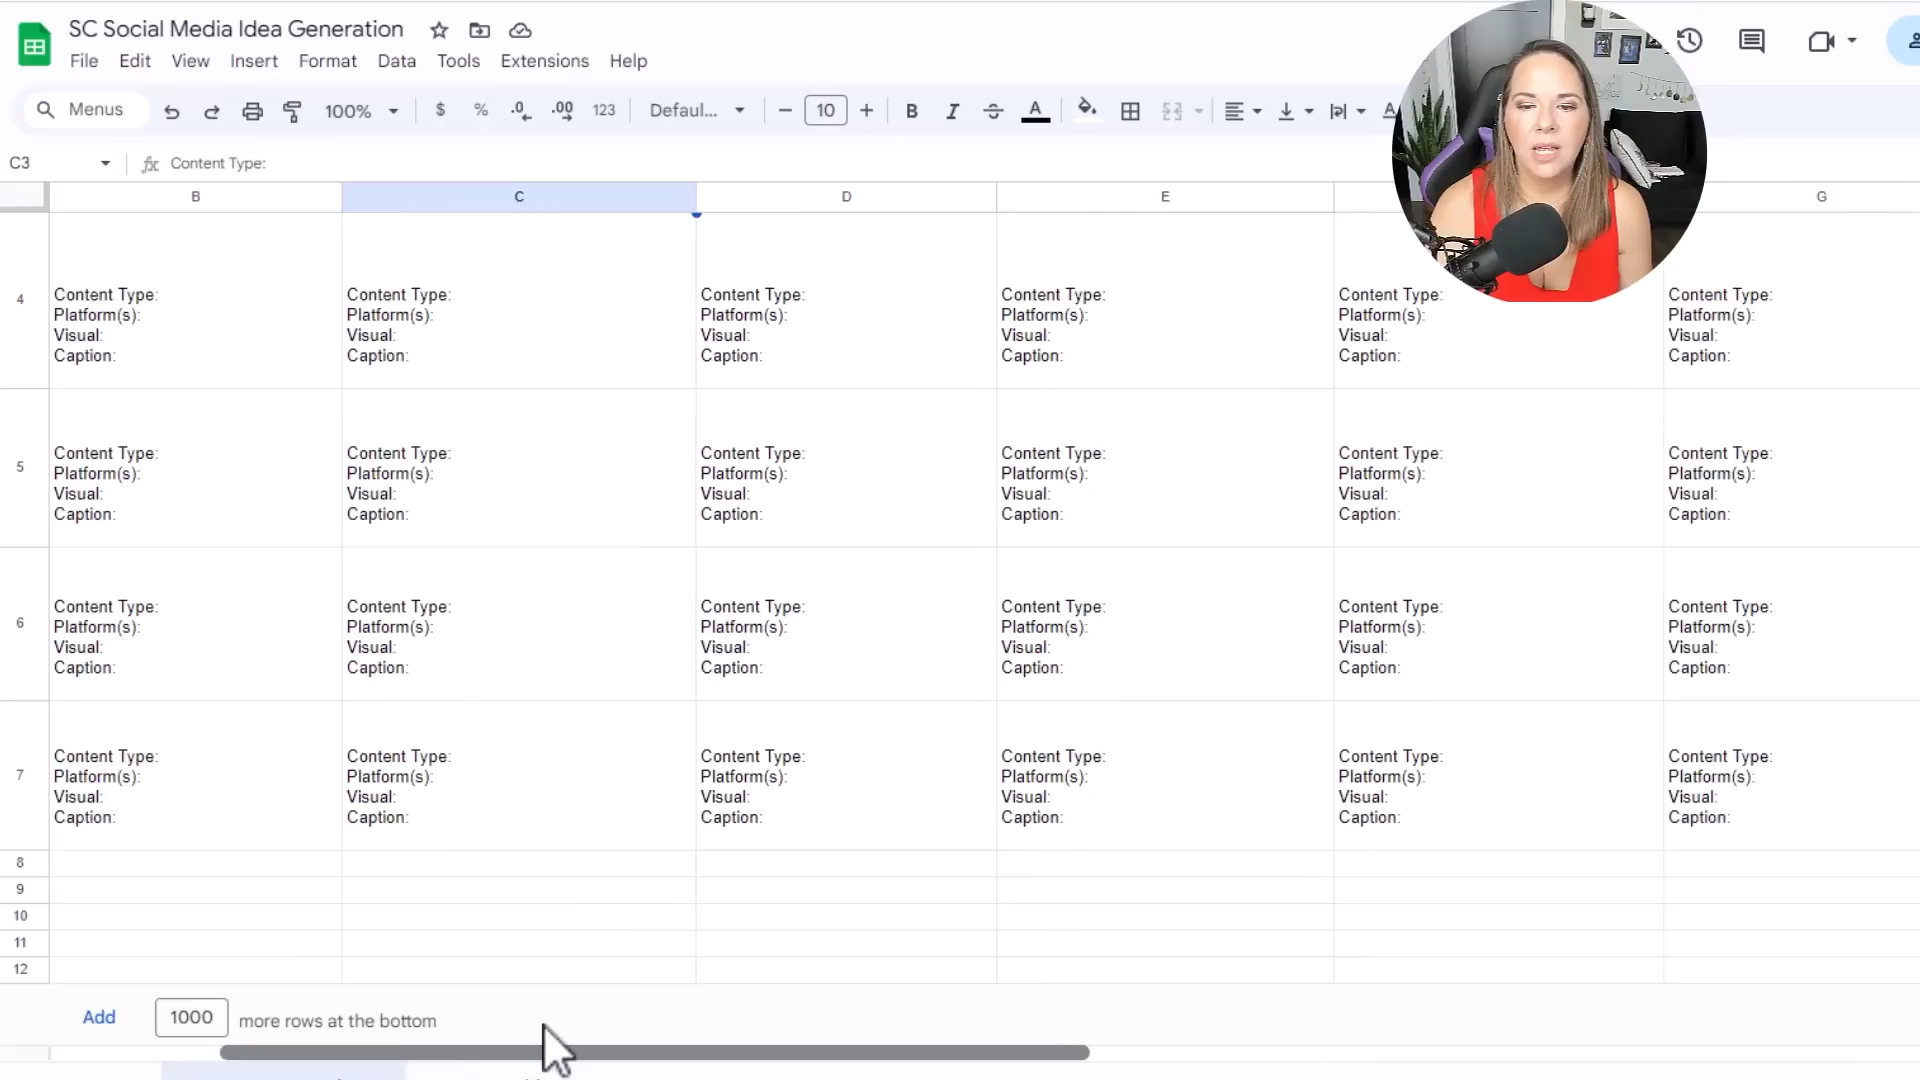 SC Social Media Idea Generation
File Edit View Insert Format Data Tools Extensions Help
Menus 100% $ % .0 .00 123 Defaul... 10 B I A
C3 fx Content Type:
B C D E G
4
Content Type: Content Type: Content Type: Content Type: Content Type: Content Type:
Platform(s): Platform(s): Platform(s): Platform(s): Platform(s): Platform(s):
Visual: Visual: Visual: Visual: Visual: Visual:
Caption: Caption: Caption: Caption: Caption: Caption:
5
Content Type: Content Type: Content Type: Content Type: Content Type: Content Type:
Platform(s): Platform(s): Platform(s): Platform(s): Platform(s): Platform(s):
Visual: Visual: Visual: Visual: Visual: Visual:
Caption: Caption: Caption: Caption: Caption: Caption:
6
Content Type: Content Type: Content Type: Content Type: Content Type: Content Type:
Platform(s): Platform(s): Platform(s): Platform(s): Platform(s): Platform(s):
Visual: Visual: Visual: Visual: Visual: Visual:
Caption: Caption: Caption: Caption: Caption: Caption:
7
Content Type: Content Type: Content Type: Content Type: Content Type: Content Type:
Platform(s): Platform(s): Platform(s): Platform(s): Platform(s): Platform(s):
Visual: Visual: Visual: Visual: Visual: Visual:
Caption: Caption: Caption: Caption: Caption: Caption:
8
9
10
11
12
Add 1000 more rows at the bottom